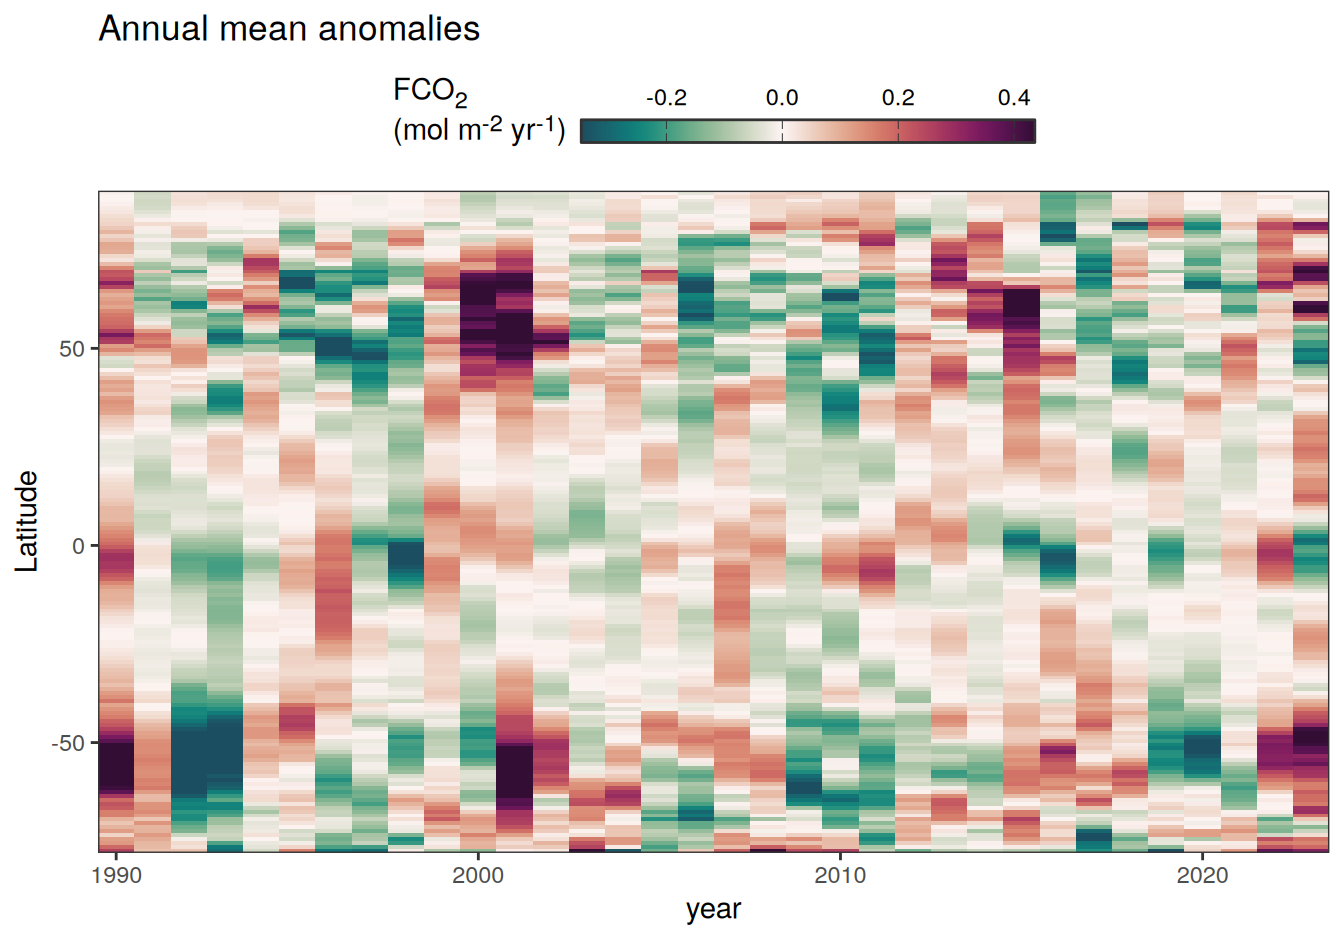 Annual mean anomalies
FCO₂
(mol m⁻² yr⁻¹)
-0.2 0.0 0.2 0.4
Latitude
50
0
-50
1990 2000 2010 2020
year